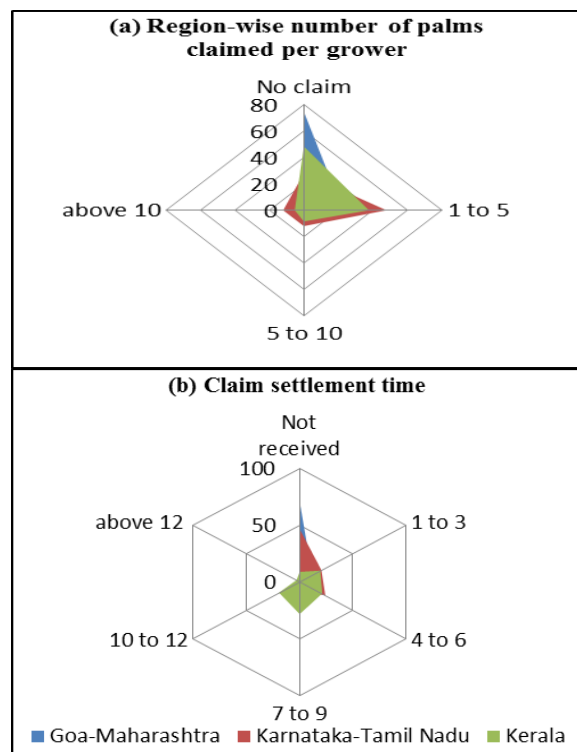 (a) Region-wise number of palms
claimed per grower
No claim
80
60
40
20
0
above 10
1 to 5
5 to 10
(b) Claim settlement time
Not
received
100
50
0
above 12
1 to 3
10 to 12
4 to 6
7 to 9
Goa-Maharashtra Karnataka-Tamil Nadu Kerala